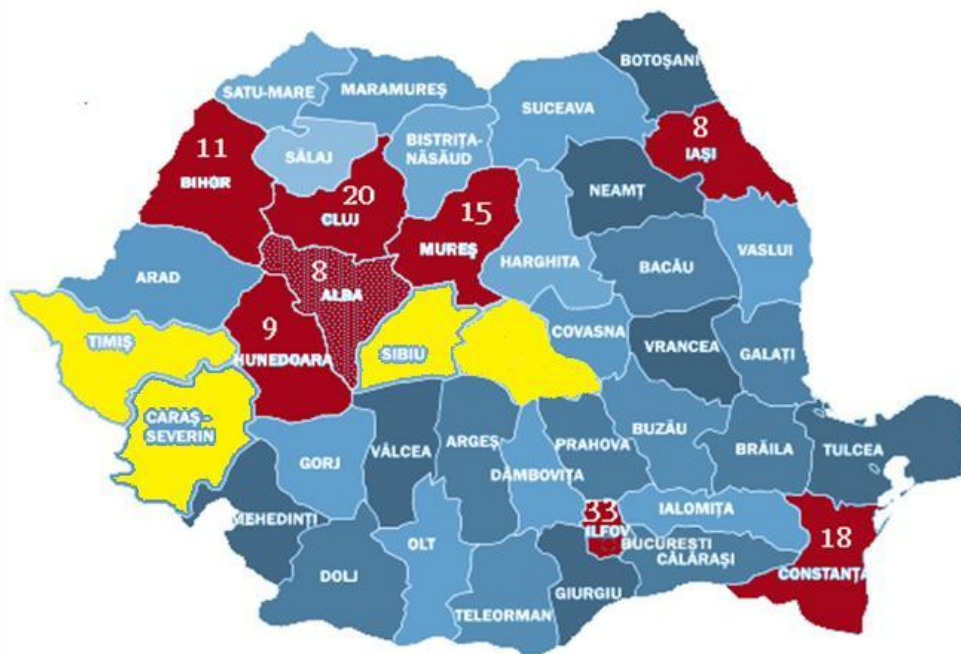 BOTOȘANI
SATU-MARE
MARAMUREȘ
SUCEAVA
8
IAȘI
11
BIHOR
SĂLAJ
BISTRIȚA-
NĂSĂUD
NEAMȚ
20
CLUJ
15
MUREȘ
HARGHITA
BACĂU
VASLUI
ARAD
8
ALBA
TIMIȘ
9
HUNEDOARA
SIBIU
COVASNA
VRANCEA
GALAȚI
CARAȘ-
SEVERIN
GORJ
VÂLCEA
ARGEȘ
PRAHOVA
BUZĂU
BRĂILA
TULCEA
DÂMBOVIȚA
MEHEDINȚI
OLT
33
ILFOV
BUCUREȘTI
IALOMIȚA
CĂLĂRAȘI
18
CONSTANȚA
DOLJ
TELEORMAN
GIURGIU